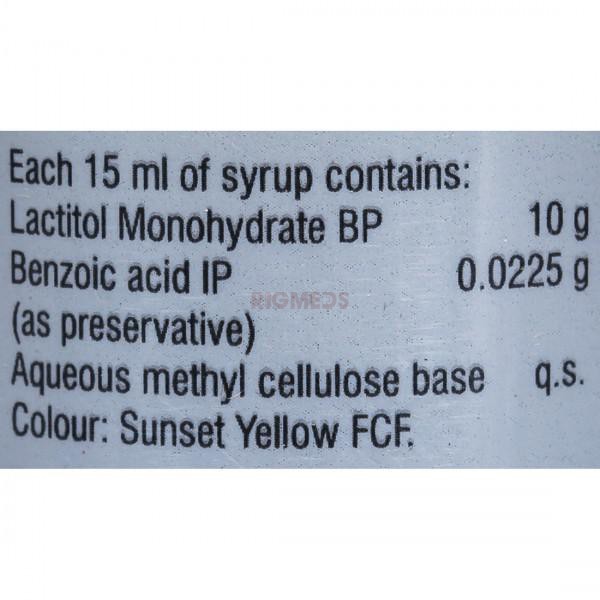 Each 15 ml of syrup contains:
Lactitol Monohydrate BP 10 g
Benzoic acid IP 0.0225 g
RIGMEDS
(as preservative)
Aqueous methyl cellulose base q.s.
Colour: Sunset Yellow FCF.